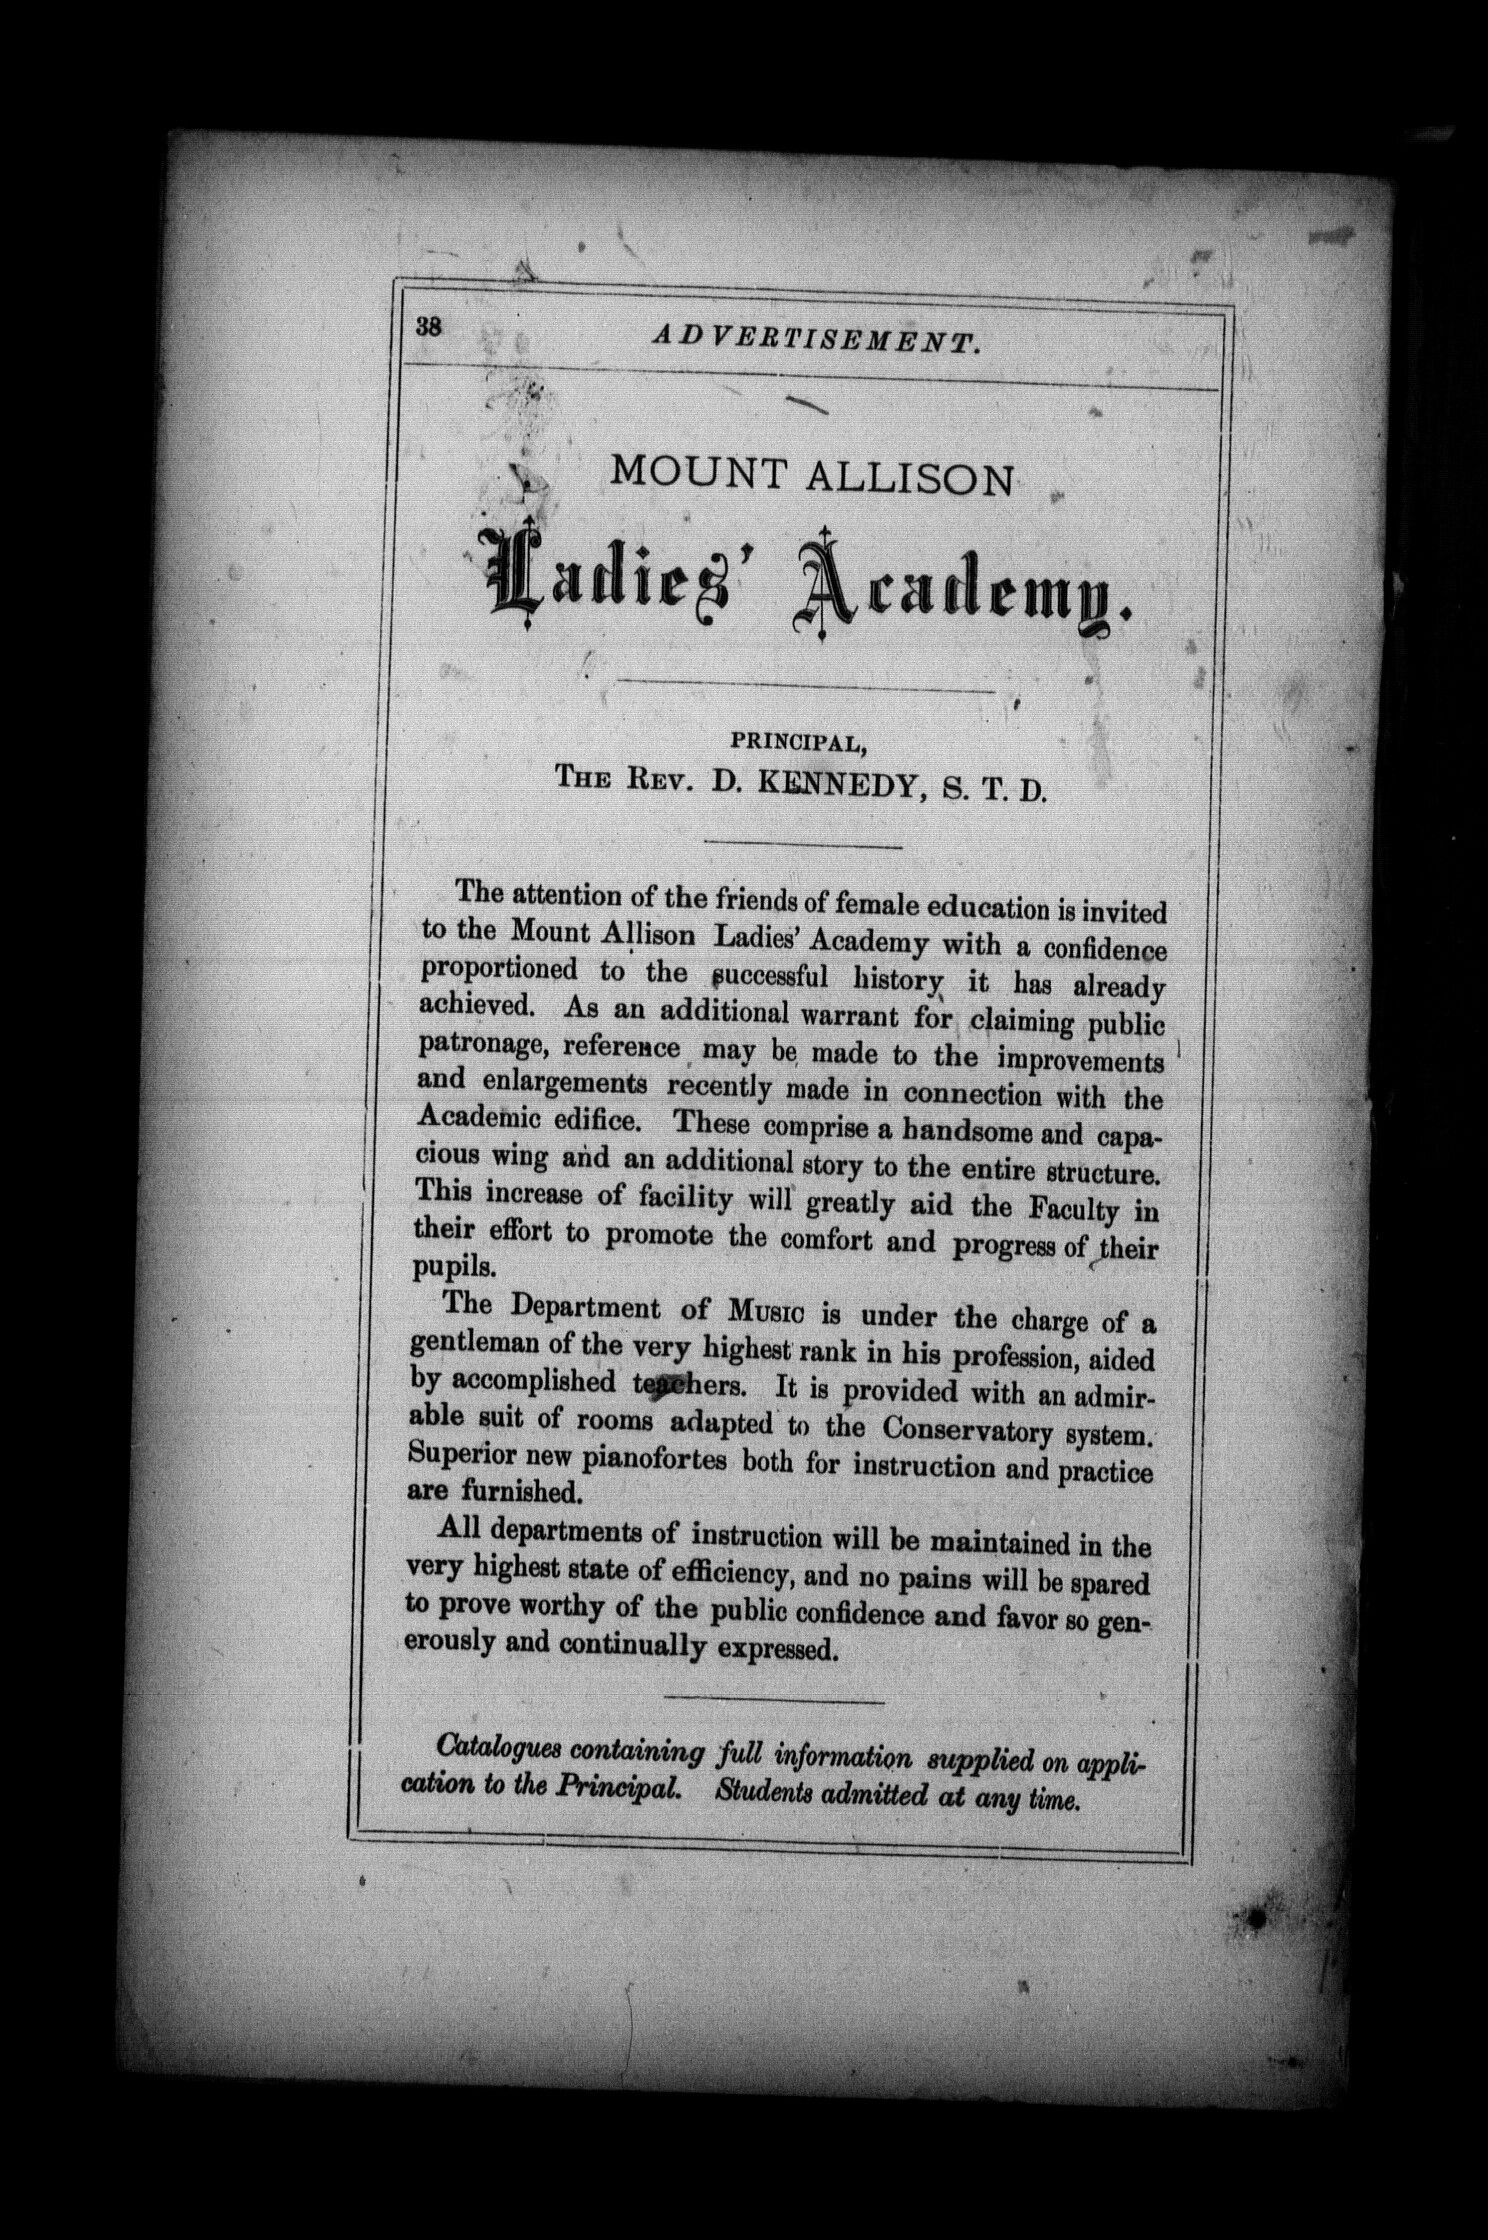 38
ADVERTISEMENT.
MOUNT ALLISON
Ladies' Academy.
PRINCIPAL,
THE REV. D. KENNEDY, S. T. D.
The attention of the friends of female education is invited
to the Mount Allison Ladies' Academy with a confidence
proportioned to the successful history it has already
achieved. As an additional warrant for claiming public
patronage, reference may be made to the improvements
and enlargements recently made in connection with the
Academic edifice. These comprise a handsome and capa-
cious wing and an additional story to the entire structure.
This increase of facility will greatly aid the Faculty in
their effort to promote the comfort and progress of their
pupils.
The Department of MUSIC is under the charge of a
gentleman of the very highest rank in his profession, aided
by accomplished teachers. It is provided with an admir-
able suit of rooms adapted to the Conservatory system.
Superior new pianofortes both for instruction and practice
are furnished.
All departments of instruction will be maintained in the
very highest state of efficiency, and no pains will be spared
to prove worthy of the public confidence and favor so gen-
erously and continually expressed.
Catalogues containing full information supplied on appli-
cation to the Principal. Students admitted at any time.